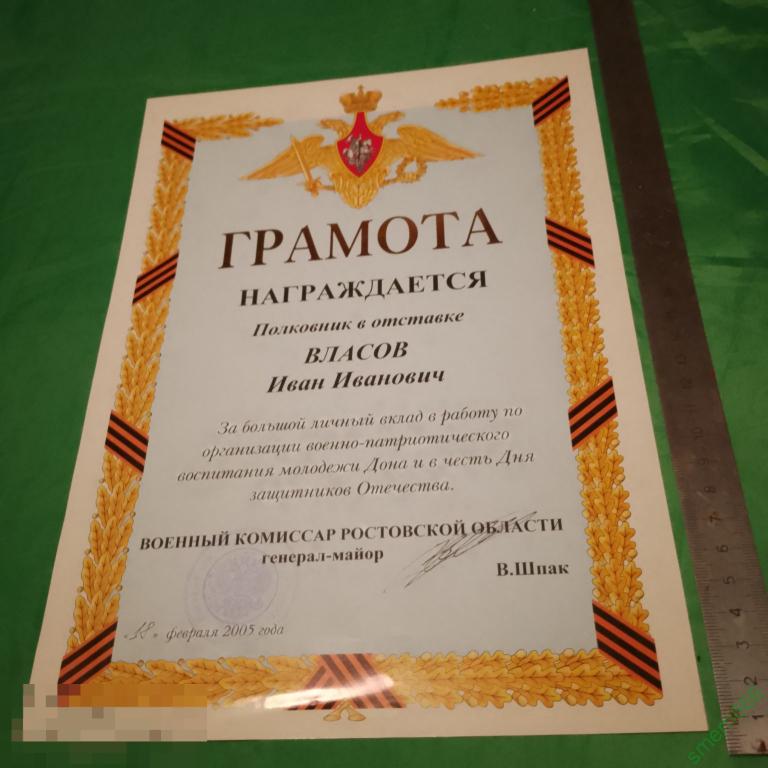 ГРАМОТА
НАГРАЖДАЕТСЯ
Полковник в отставке
ВЛАСОВ
Иван Иванович
За большой личный вклад в работу по
организации военно-патриотического
воспитания молодежи Дона и в честь Дня
защитников Отечества.
ВОЕННЫЙ КОМИССАР РОСТОВСКОЙ ОБЛАСТИ
генерал-майор
В.Шпак
«18» февраля 2005 года